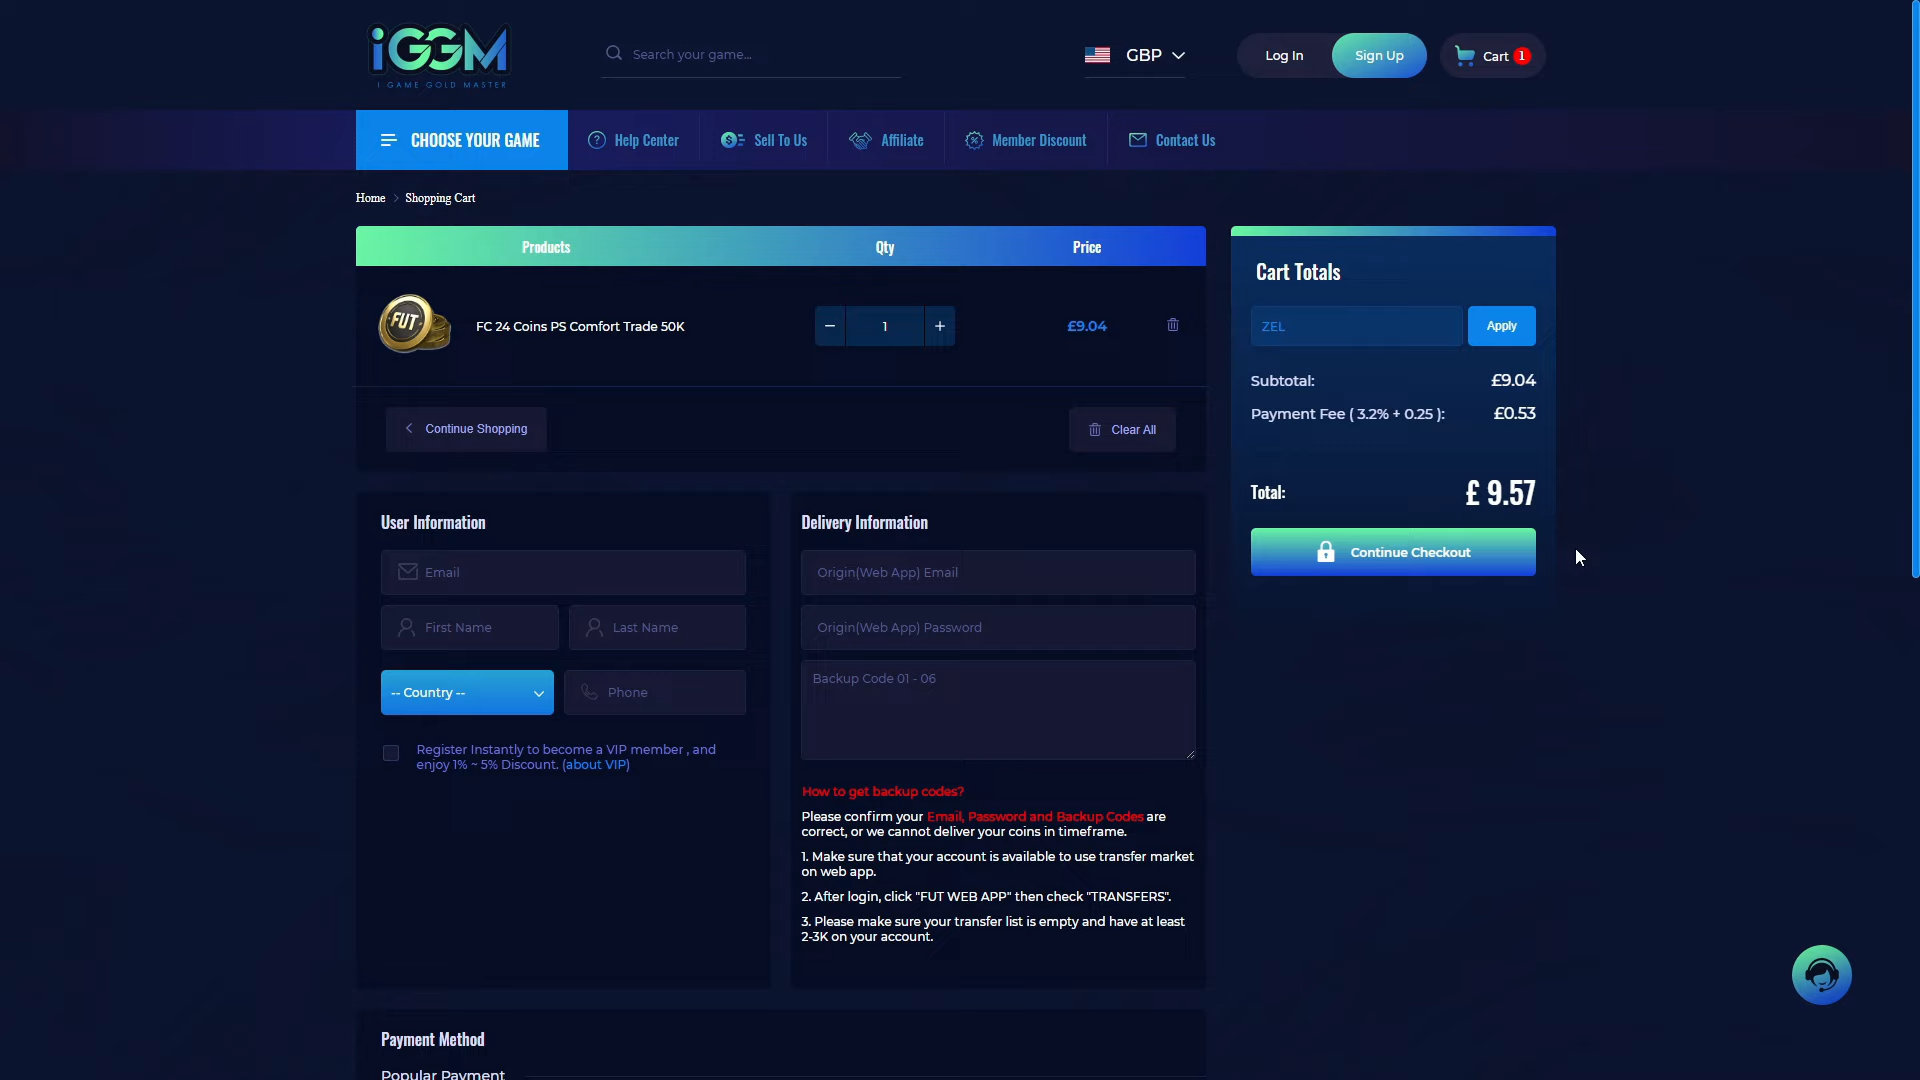 iGGM
I GAME GOLD MASTER
Search your game...
GBP
Log In
Sign Up
Cart 1
CHOOSE YOUR GAME
Help Center
Sell To Us
Affiliate
Member Discount
Contact Us
Home > Shopping Cart
Products
Qty
Price
FUT
FC 24 Coins PS Comfort Trade 50K
− 1 +
£9.04
Continue Shopping
Clear All
Cart Totals
ZEL
Apply
Subtotal: £9.04
Payment Fee ( 3.2% + 0.25 ): £0.53
Total: £ 9.57
Continue Checkout
User Information
Email
First Name
Last Name
-- Country --
Phone
Register Instantly to become a VIP member , and
enjoy 1% ~ 5% Discount. (about VIP)
Delivery Information
Origin(Web App) Email
Origin(Web App) Password
Backup Code 01 - 06
How to get backup codes?
Please confirm your Email, Password and Backup Codes are
correct, or we cannot deliver your coins in timeframe.
1. Make sure that your account is available to use transfer market
on web app.
2. After login, click "FUT WEB APP" then check "TRANSFERS".
3. Please make sure your transfer list is empty and have at least
2-3K on your account.
Payment Method
Popular Payment